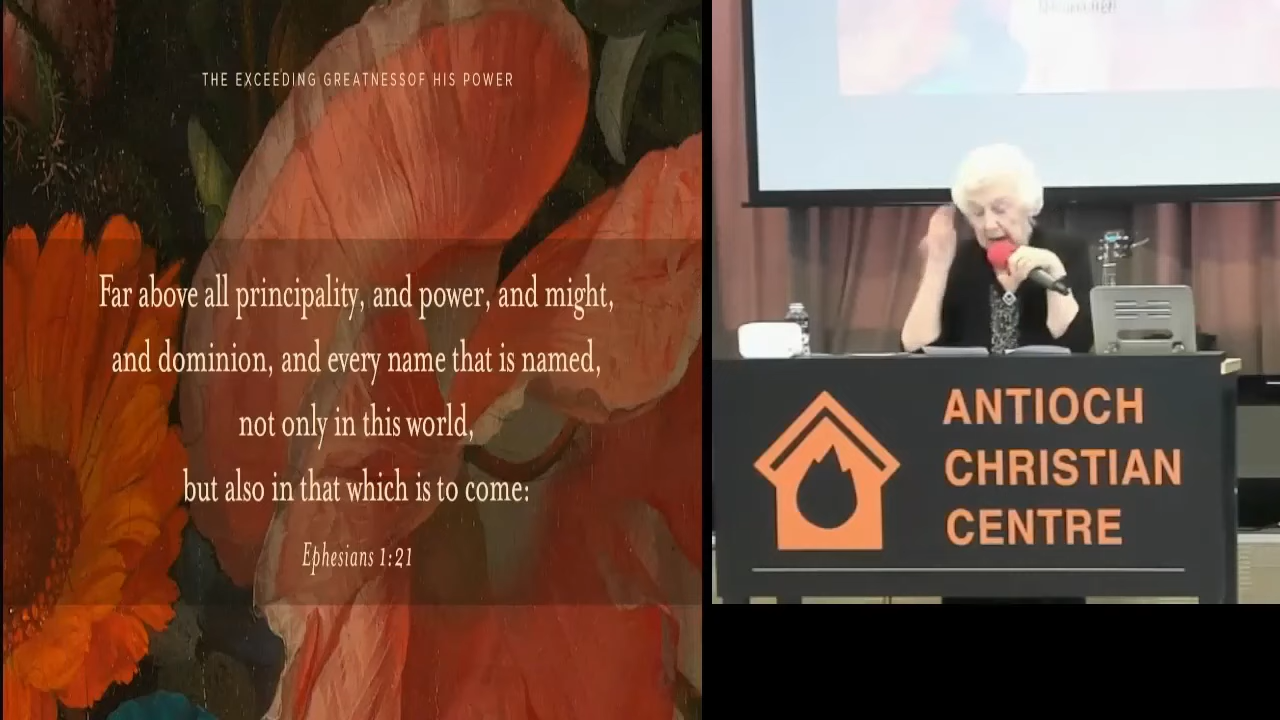 THE EXCEEDING GREATNESSOF HIS POWER
Far above all principality, and power, and might,
and dominion, and every name that is named,
not only in this world,
but also in that which is to come:
Ephesians 1:21
ANTIOCH
CHRISTIAN
CENTRE